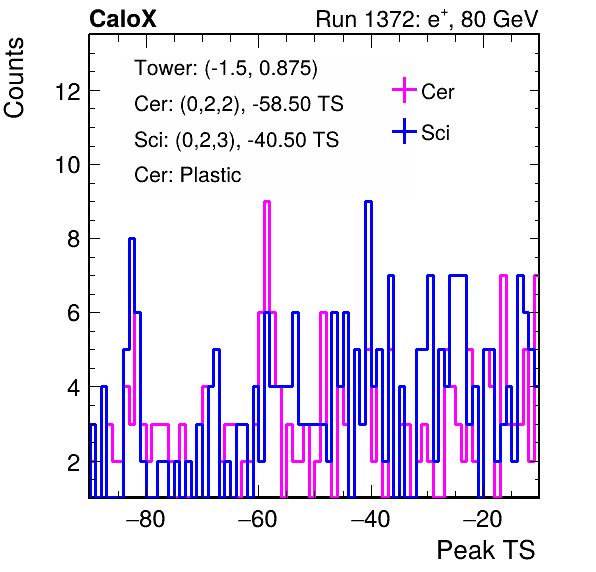 CaloX Run 1372: e+, 80 GeV
Counts
Tower: (-1.5, 0.875)
Cer: (0,2,2), -58.50 TS
Sci: (0,2,3), -40.50 TS
Cer: Plastic
Cer
Sci
12
10
8
6
4
2
−80 −60 −40 −20
Peak TS